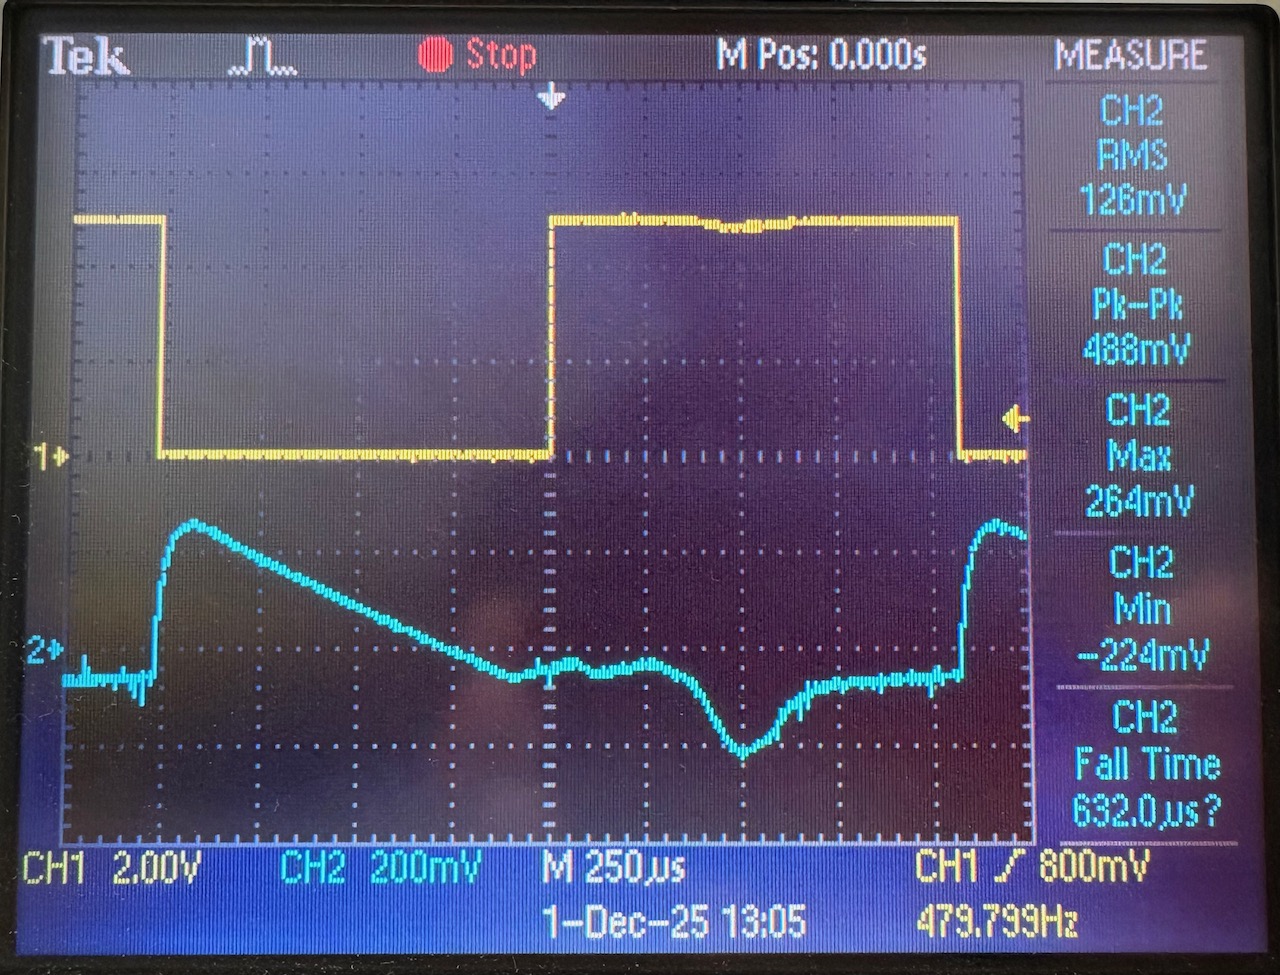 Tek Stop M Pos: 0.000s MEASURE
CH2
RMS
126mV
CH2
Pk-Pk
488mV
CH2
Max
264mV
CH2
Min
-224mV
CH2
Fall Time
632.0µs?
1
2
CH1 2.00V CH2 200mV M 250µs CH1 800mV
1-Dec-25 13:05 479.799Hz